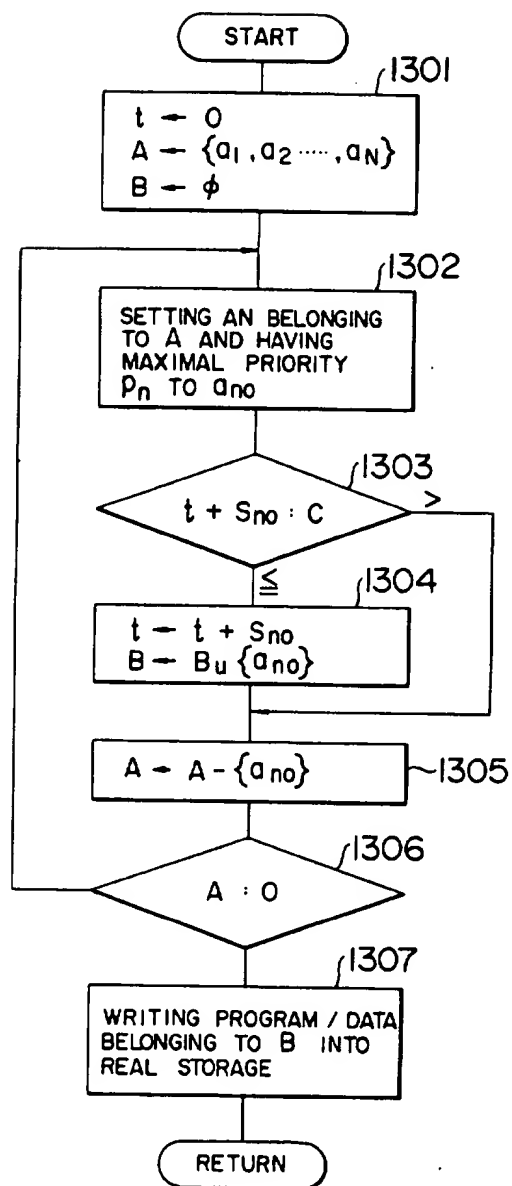 START
1301
t ← 0
A ← {a1, a2 ....., aN}
B ← ϕ
1302
SETTING AN BELONGING
TO A AND HAVING
MAXIMAL PRIORITY
Pn TO ano
1303
t + Sno : C
>
≦
1304
t ← t + Sno
B ← Bu {ano}
A ← A - {ano}
1305
1306
A : 0
1307
WRITING PROGRAM / DATA
BELONGING TO B INTO
REAL STORAGE
RETURN